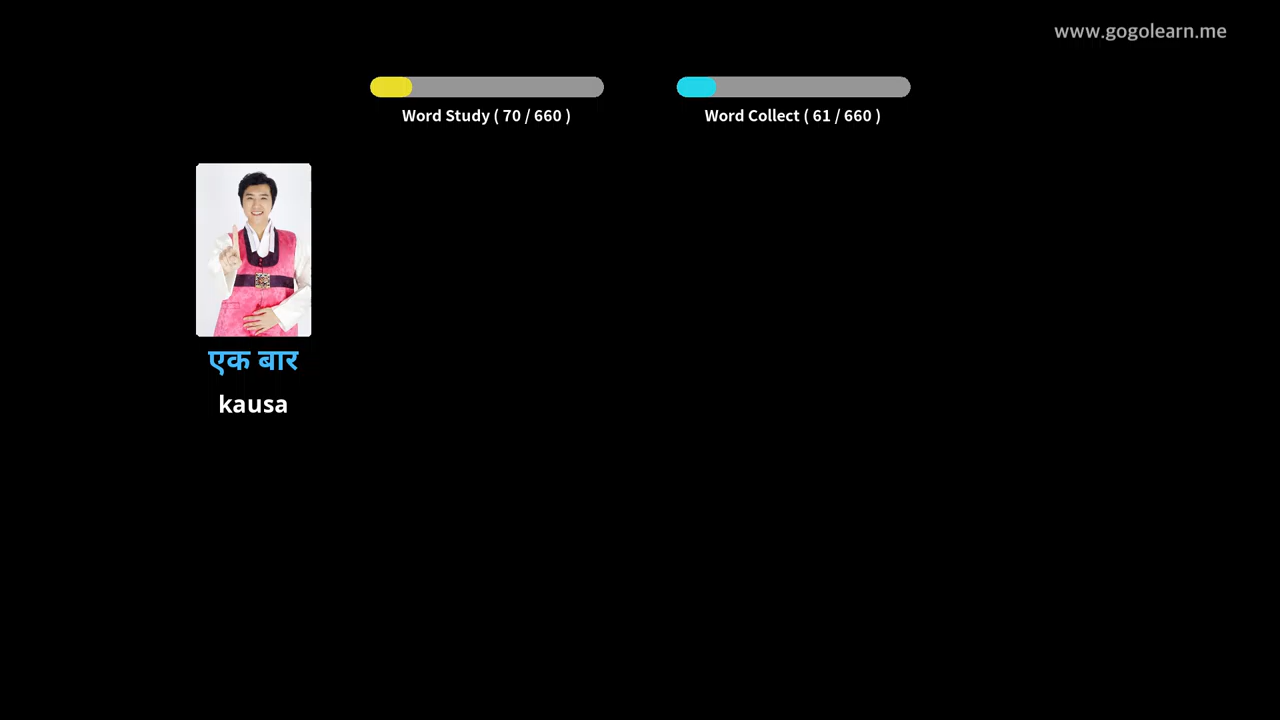 www.gogolearn.me
Word Study ( 70 / 660 )
Word Collect ( 61 / 660 )
एक बार
kausa